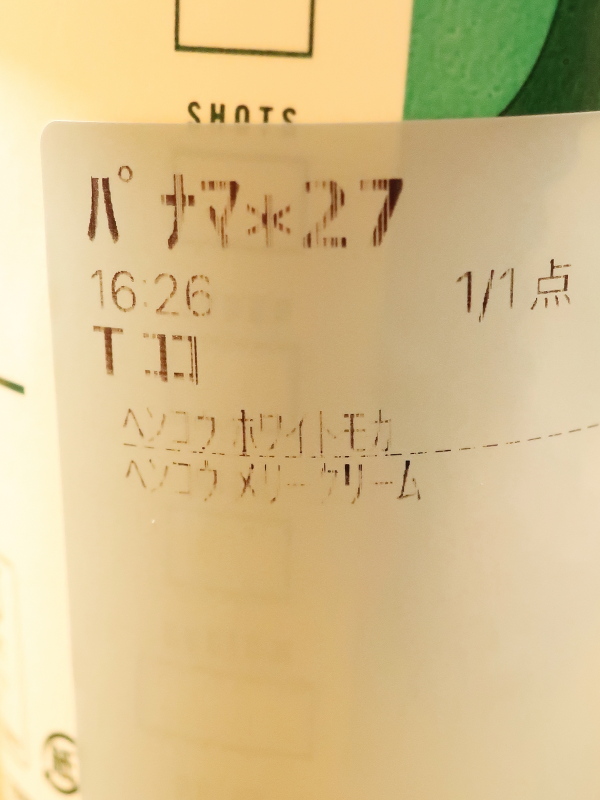 SHOTS
パナマ*27
16:26 1/1点
T ココ
ヘンコウ ホワイトモカ
ヘンコウ メリークリーム